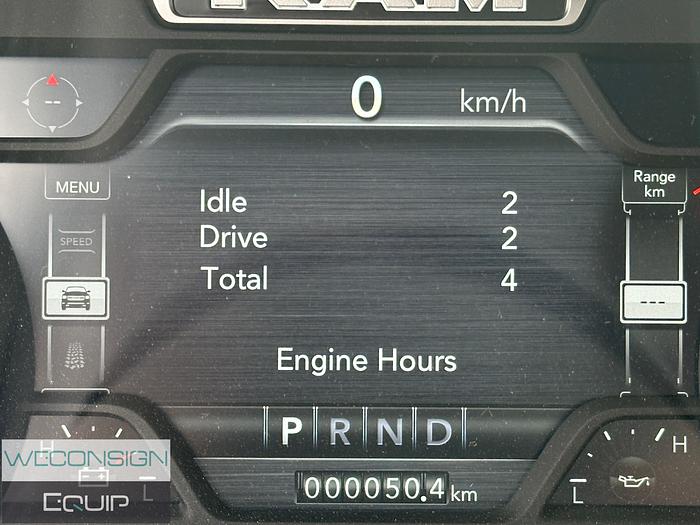 RAM
0 km/h
--
MENU
Range
km
SPEED
Idle 2
Drive 2
Total 4
---
Engine Hours
P R N D
H
H
L
L
000050.4 km
WECONSIGN
EQUIP